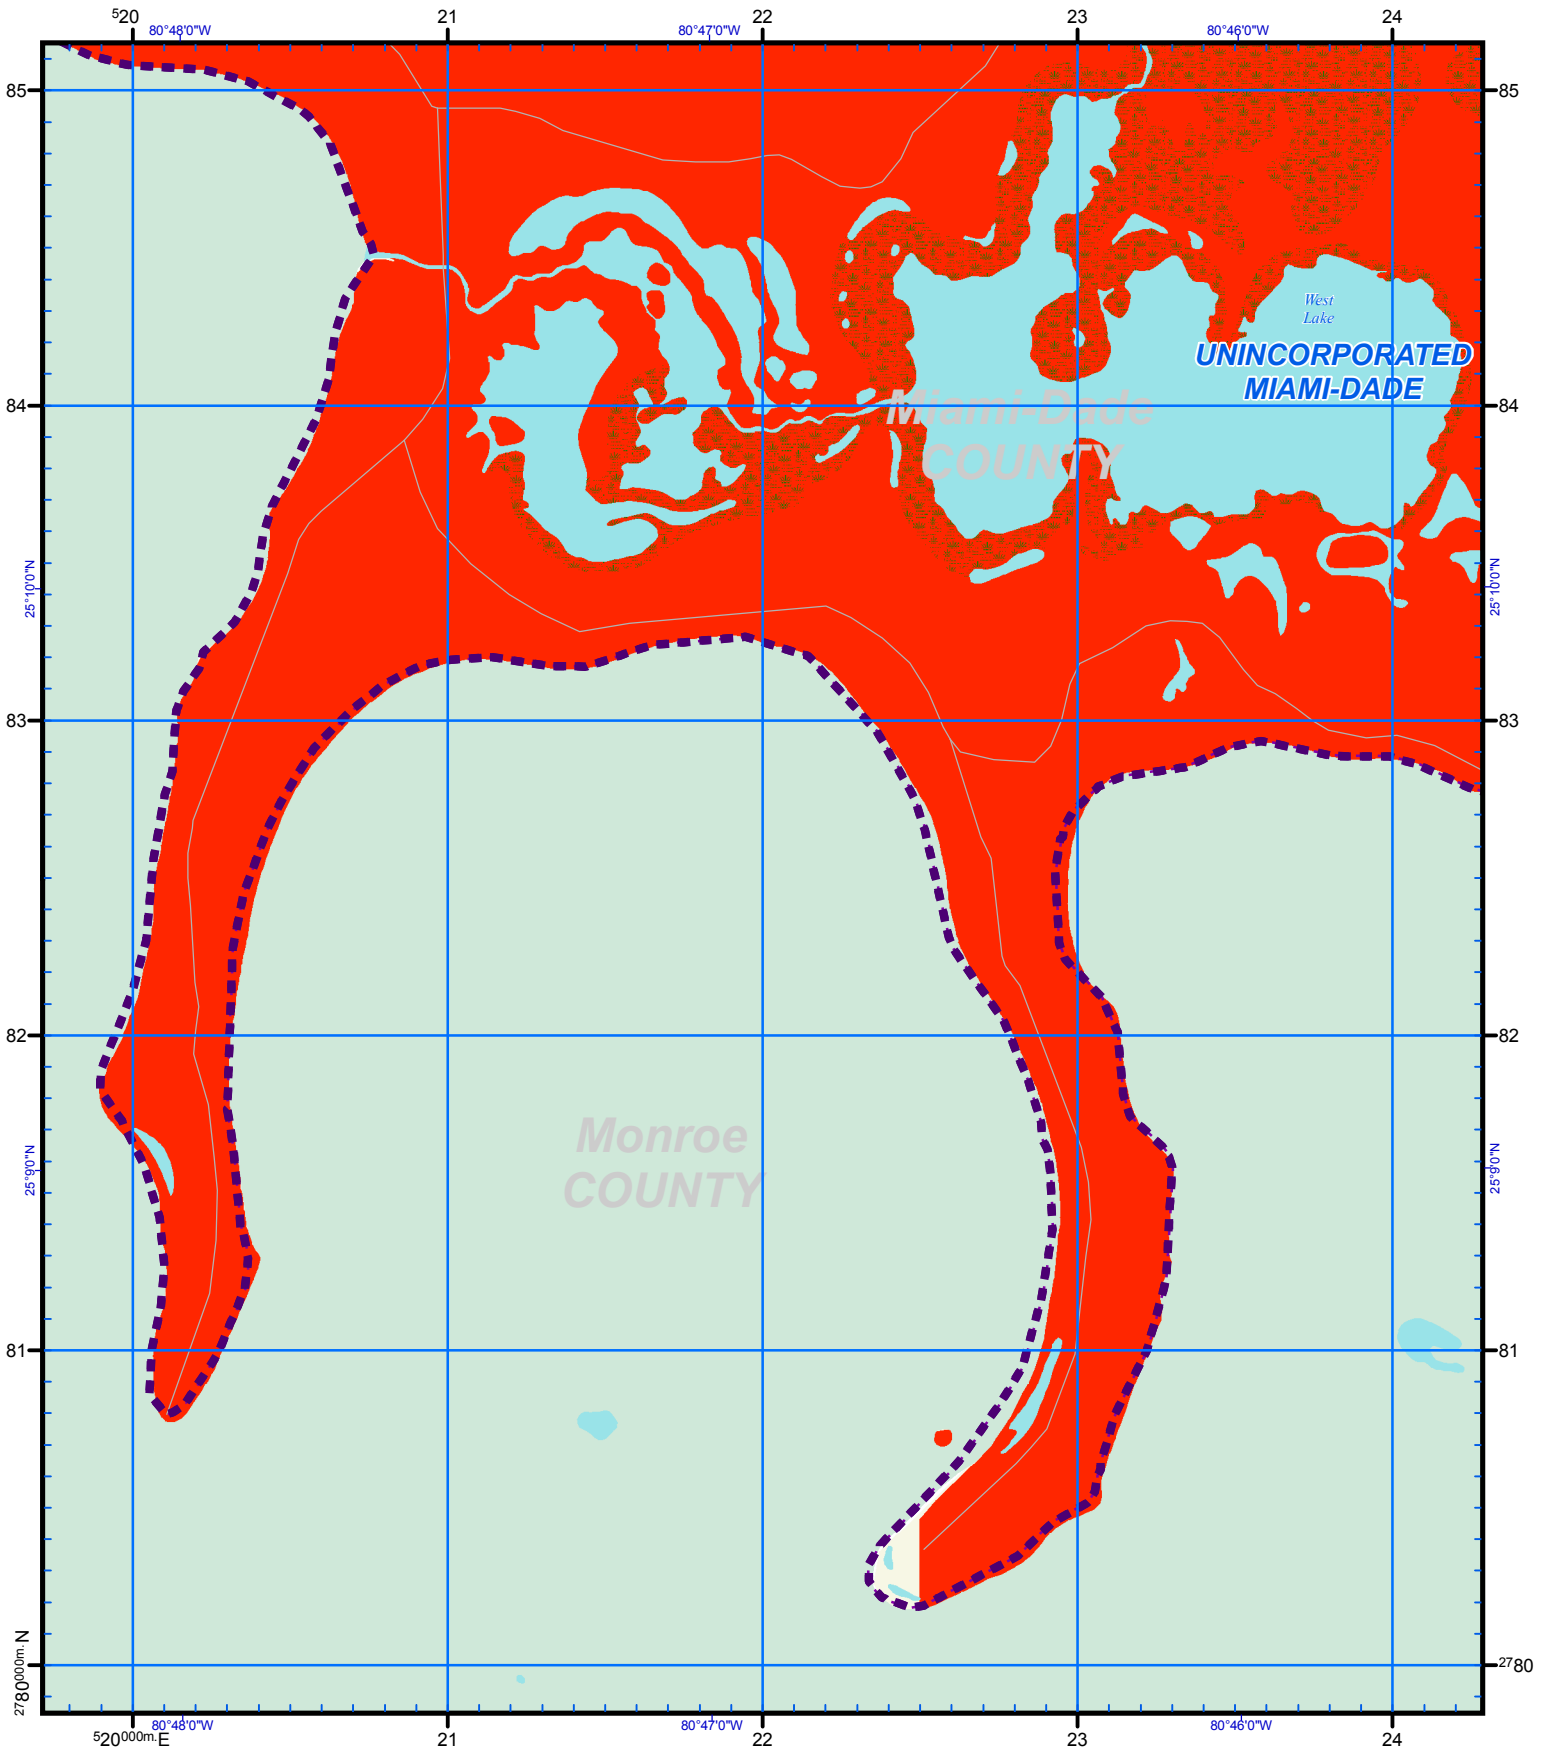 520 21 22 23 24
80°48'0"W 80°47'0"W 80°46'0"W
85 85
West
Lake
UNINCORPORATED
MIAMI-DADE
84 84
Miami-Dade
COUNTY
25°10'0"N 25°10'0"N
83 83
82 82
Monroe
COUNTY
25°9'0"N 25°9'0"N
81 81
2780000m. N 2780
80°48'0"W 80°47'0"W 80°46'0"W
520000m. E 21 22 23 24